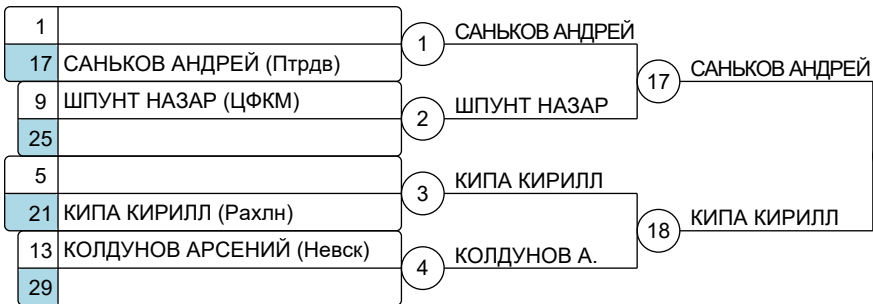 1
17 САНЬКОВ АНДРЕЙ (Птрдв)
9 ШПУНТ НАЗАР (ЦФКМ)
25
5
21 КИПА КИРИЛЛ (Рахлн)
13 КОЛДУНОВ АРСЕНИЙ (Невск)
29
1 САНЬКОВ АНДРЕЙ
2 ШПУНТ НАЗАР
3 КИПА КИРИЛЛ
4 КОЛДУНОВ А.
17 САНЬКОВ АНДРЕЙ
18 КИПА КИРИЛЛ